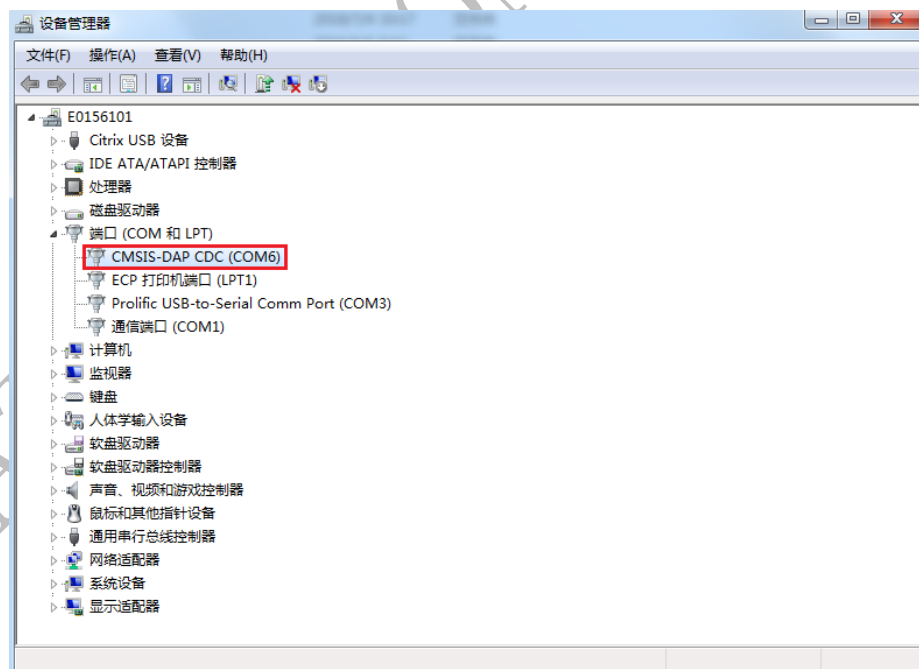 设备管理器
文件(F) 操作(A) 查看(V) 帮助(H)
E0156101
Citrix USB 设备
IDE ATA/ATAPI 控制器
处理器
磁盘驱动器
端口 (COM 和 LPT)
CMSIS-DAP CDC (COM6)
ECP 打印机端口 (LPT1)
Prolific USB-to-Serial Comm Port (COM3)
通信端口 (COM1)
计算机
监视器
键盘
人体学输入设备
软盘驱动器
软盘驱动器控制器
声音、视频和游戏控制器
鼠标和其他指针设备
通用串行总线控制器
网络适配器
系统设备
显示适配器